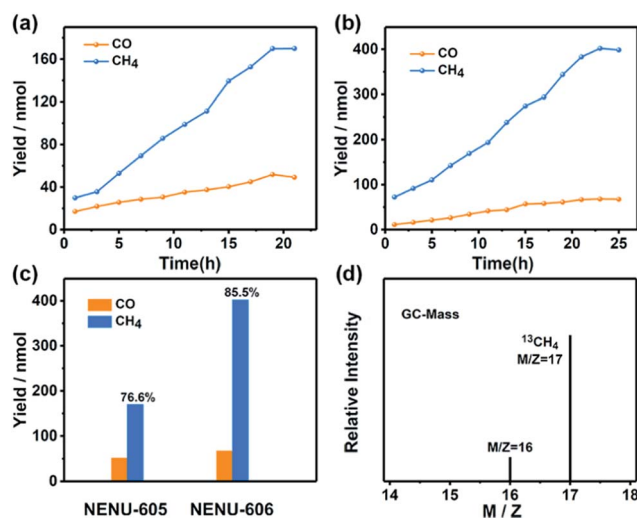 (a)
CO
CH4
Yield / nmol
160
120
80
40
0
0
5
10
15
20
Time(h)
(b)
CO
CH4
Yield / nmol
400
300
200
100
0
0
5
10
15
20
25
Time(h)
(c)
CO
CH4
Yield / nmol
400
300
200
100
0
76.6%
85.5%
NENU-605
NENU-606
(d)
GC-Mass
13CH4
M/Z=17
M/Z=16
Relative Intensity
14
15
16
17
18
M / Z